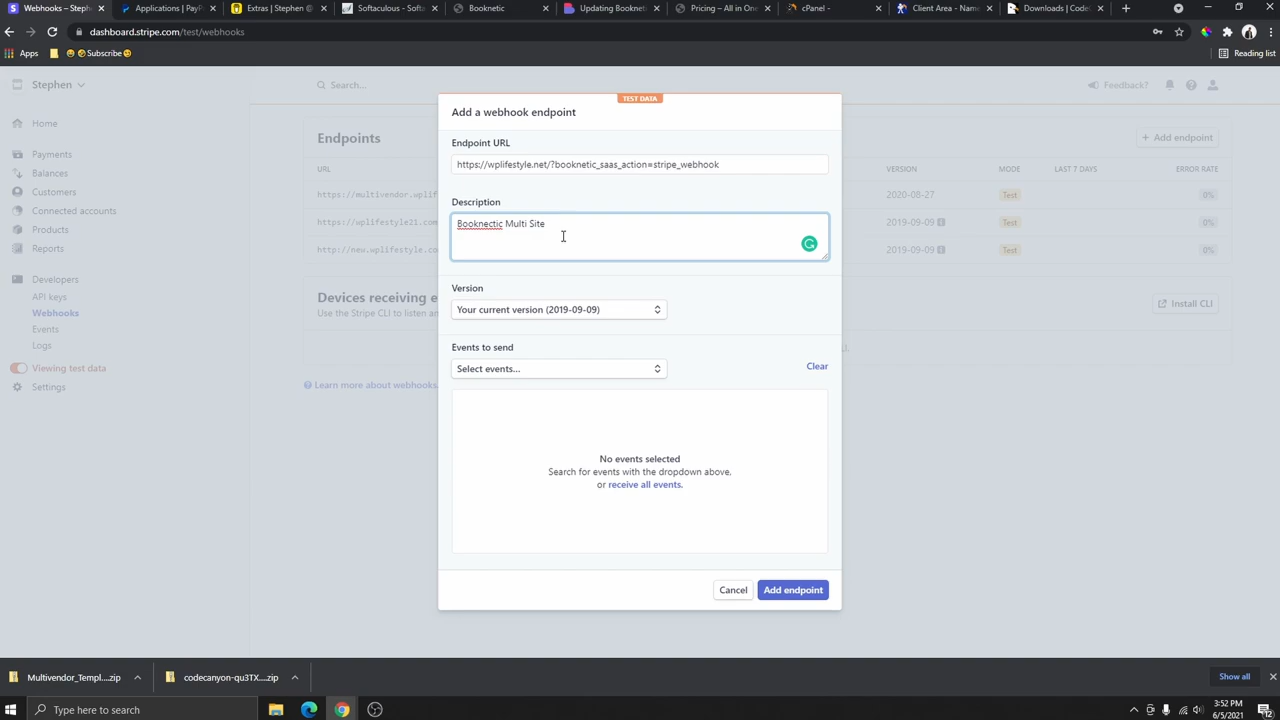 Webhooks – Stephen
Applications | PayP
Extras | Stephen @
Softaculous - Softa
Booknetic
Updating Booknetic
Pricing – All in One
cPanel -
Client Area - Name
Downloads | Codel
dashboard.stripe.com/test/webhooks
Apps
Subscribe
Reading list
Stephen
Search...
Feedback?
Home
Payments
Balances
Customers
Connected accounts
Products
Reports
Developers
API keys
Webhooks
Events
Logs
Viewing test data
Settings
Endpoints
+ Add endpoint
URL
VERSION
MODE
LAST 7 DAYS
ERROR RATE
https://multivendor.wplif
2020-08-27
Test
0%
https://wplifestyle21.com
2019-09-09
Test
0%
http://new.wplifestyle.co
2019-09-09
Test
0%
Devices receiving e
Use the Stripe CLI to listen an
Install CLI
Learn more about webhooks
TEST DATA
Add a webhook endpoint
Endpoint URL
https://wplifestyle.net/?booknetic_saas_action=stripe_webhook
Description
Booknectic Multi Site
Version
Your current version (2019-09-09)
Events to send
Select events...
Clear
No events selected
Search for events with the dropdown above,
or receive all events.
Cancel
Add endpoint
Multivendor_Templ....zip
codecanyon-qu3TX....zip
Show all
Type here to search
3:52 PM
6/5/2021